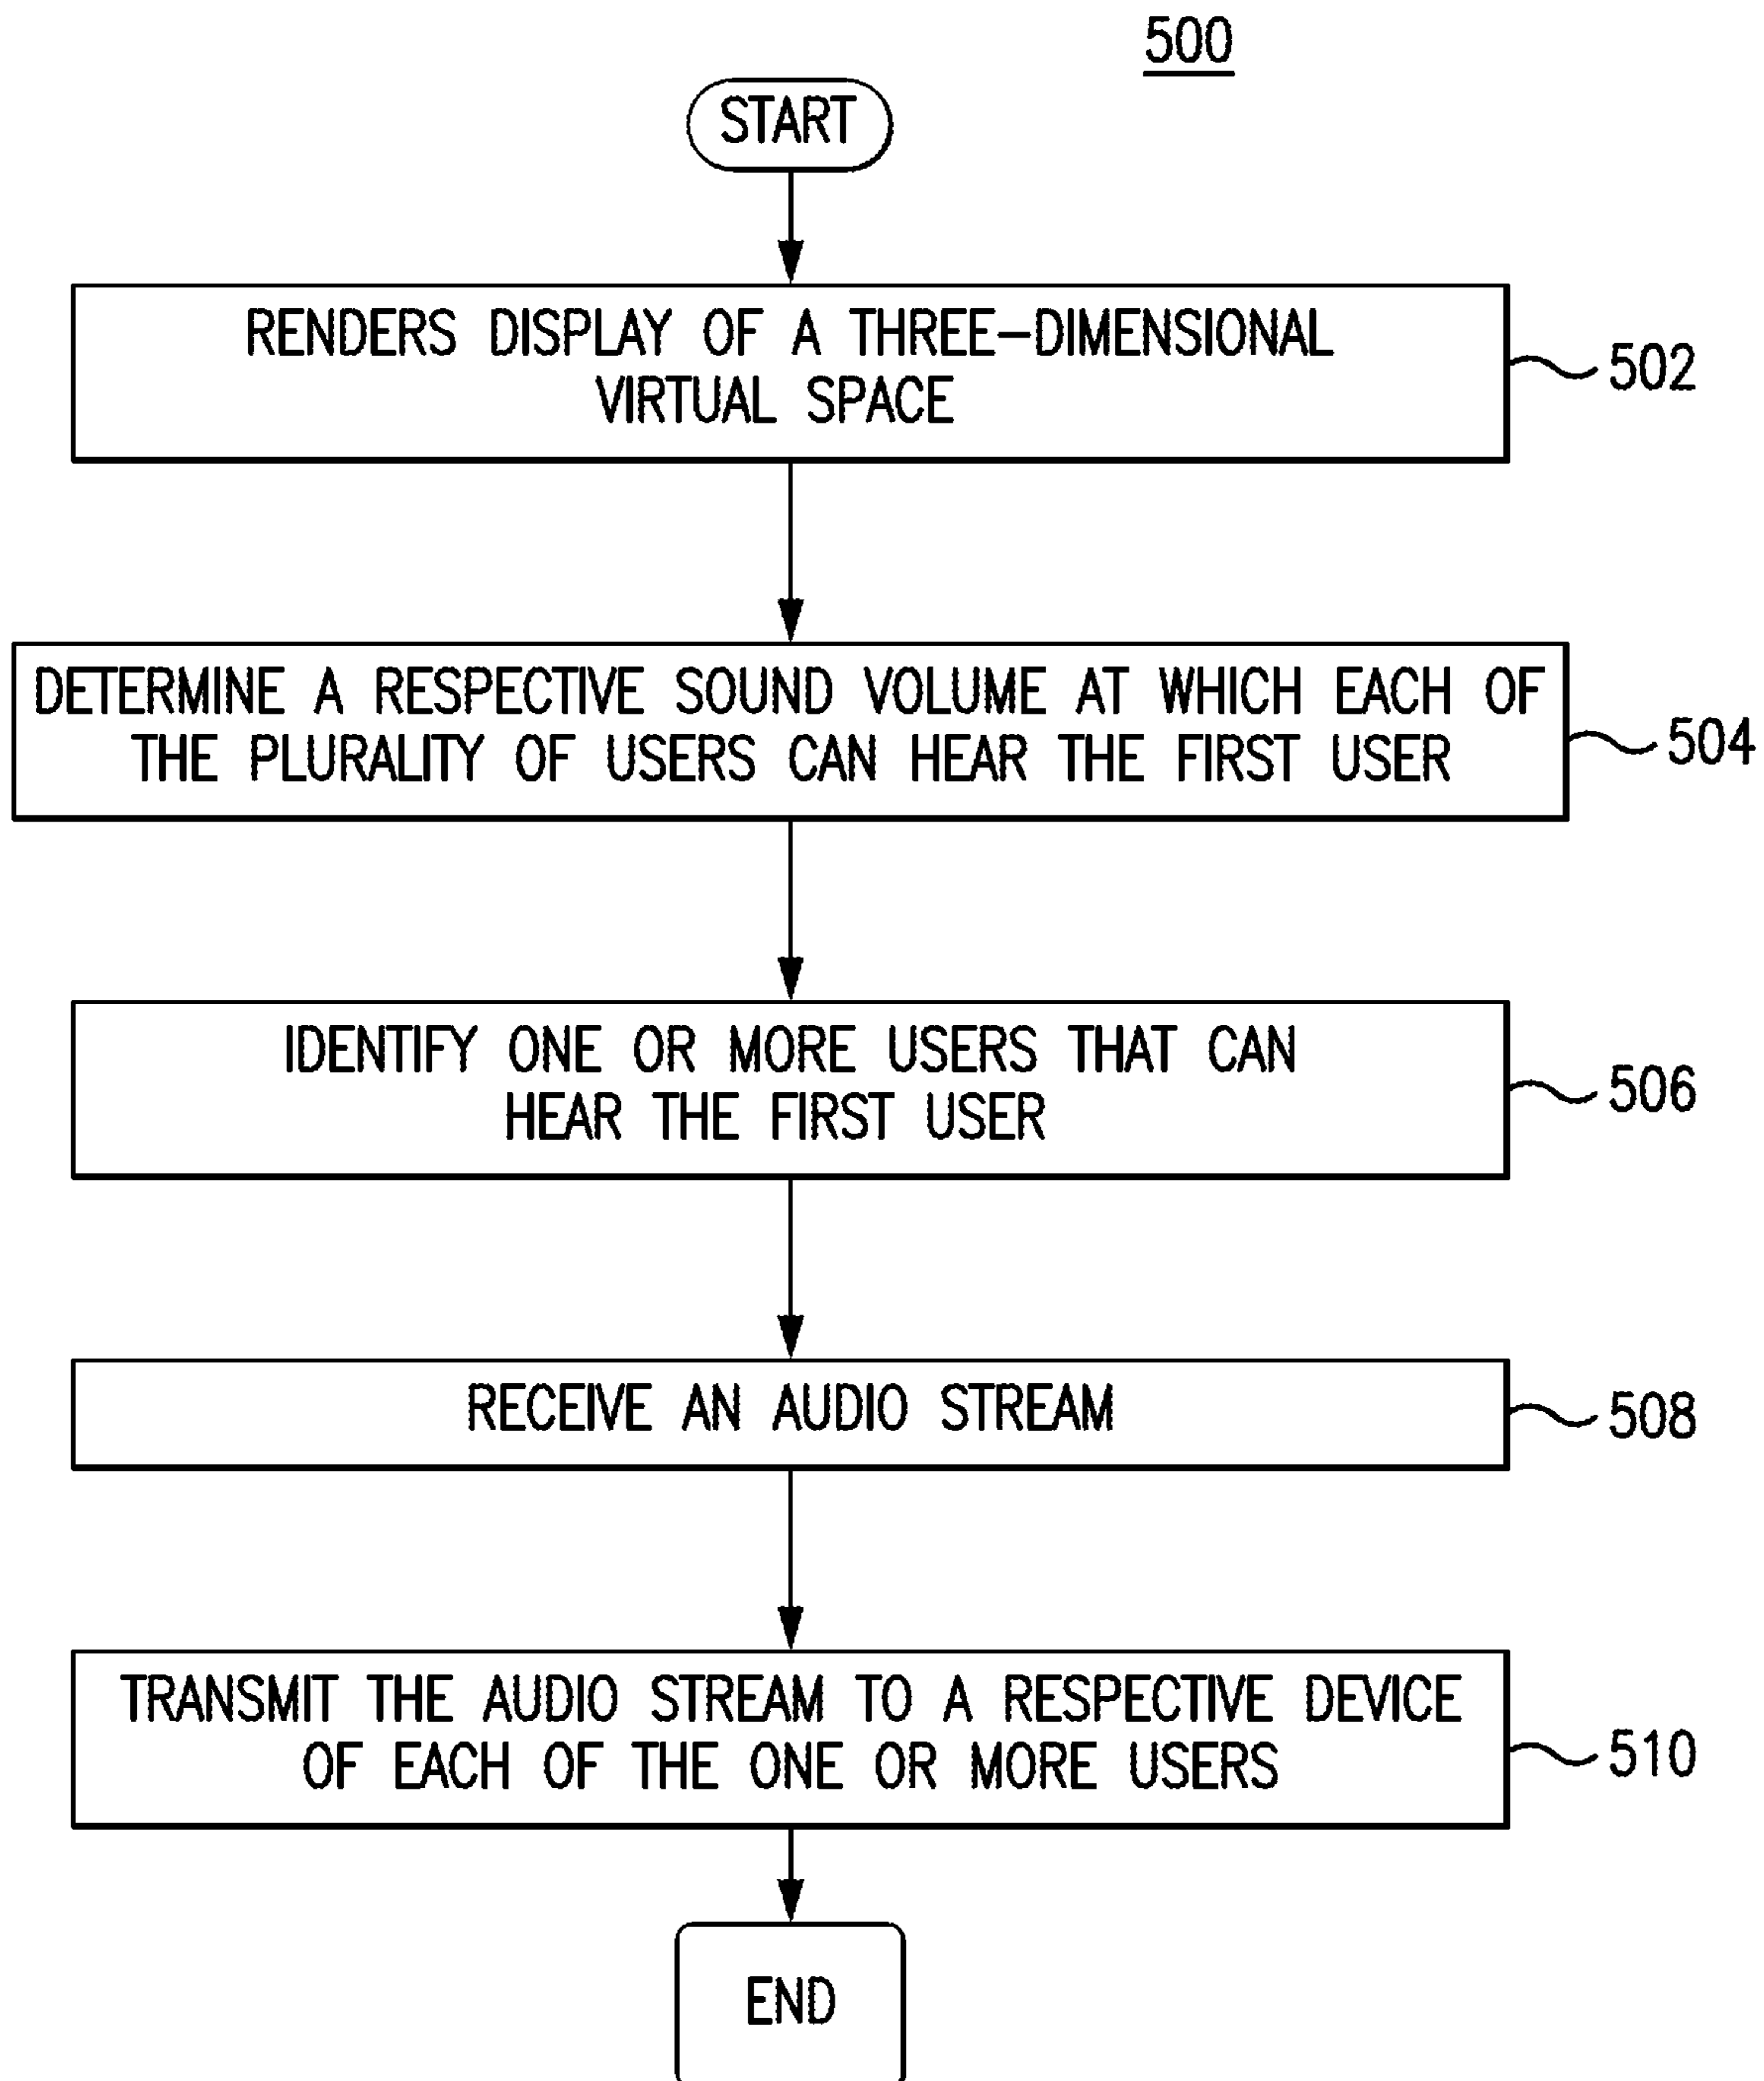 500
START
RENDERS DISPLAY OF A THREE-DIMENSIONAL
VIRTUAL SPACE
502
DETERMINE A RESPECTIVE SOUND VOLUME AT WHICH EACH OF
THE PLURALITY OF USERS CAN HEAR THE FIRST USER
504
IDENTIFY ONE OR MORE USERS THAT CAN
HEAR THE FIRST USER
506
RECEIVE AN AUDIO STREAM
508
TRANSMIT THE AUDIO STREAM TO A RESPECTIVE DEVICE
OF EACH OF THE ONE OR MORE USERS
510
END